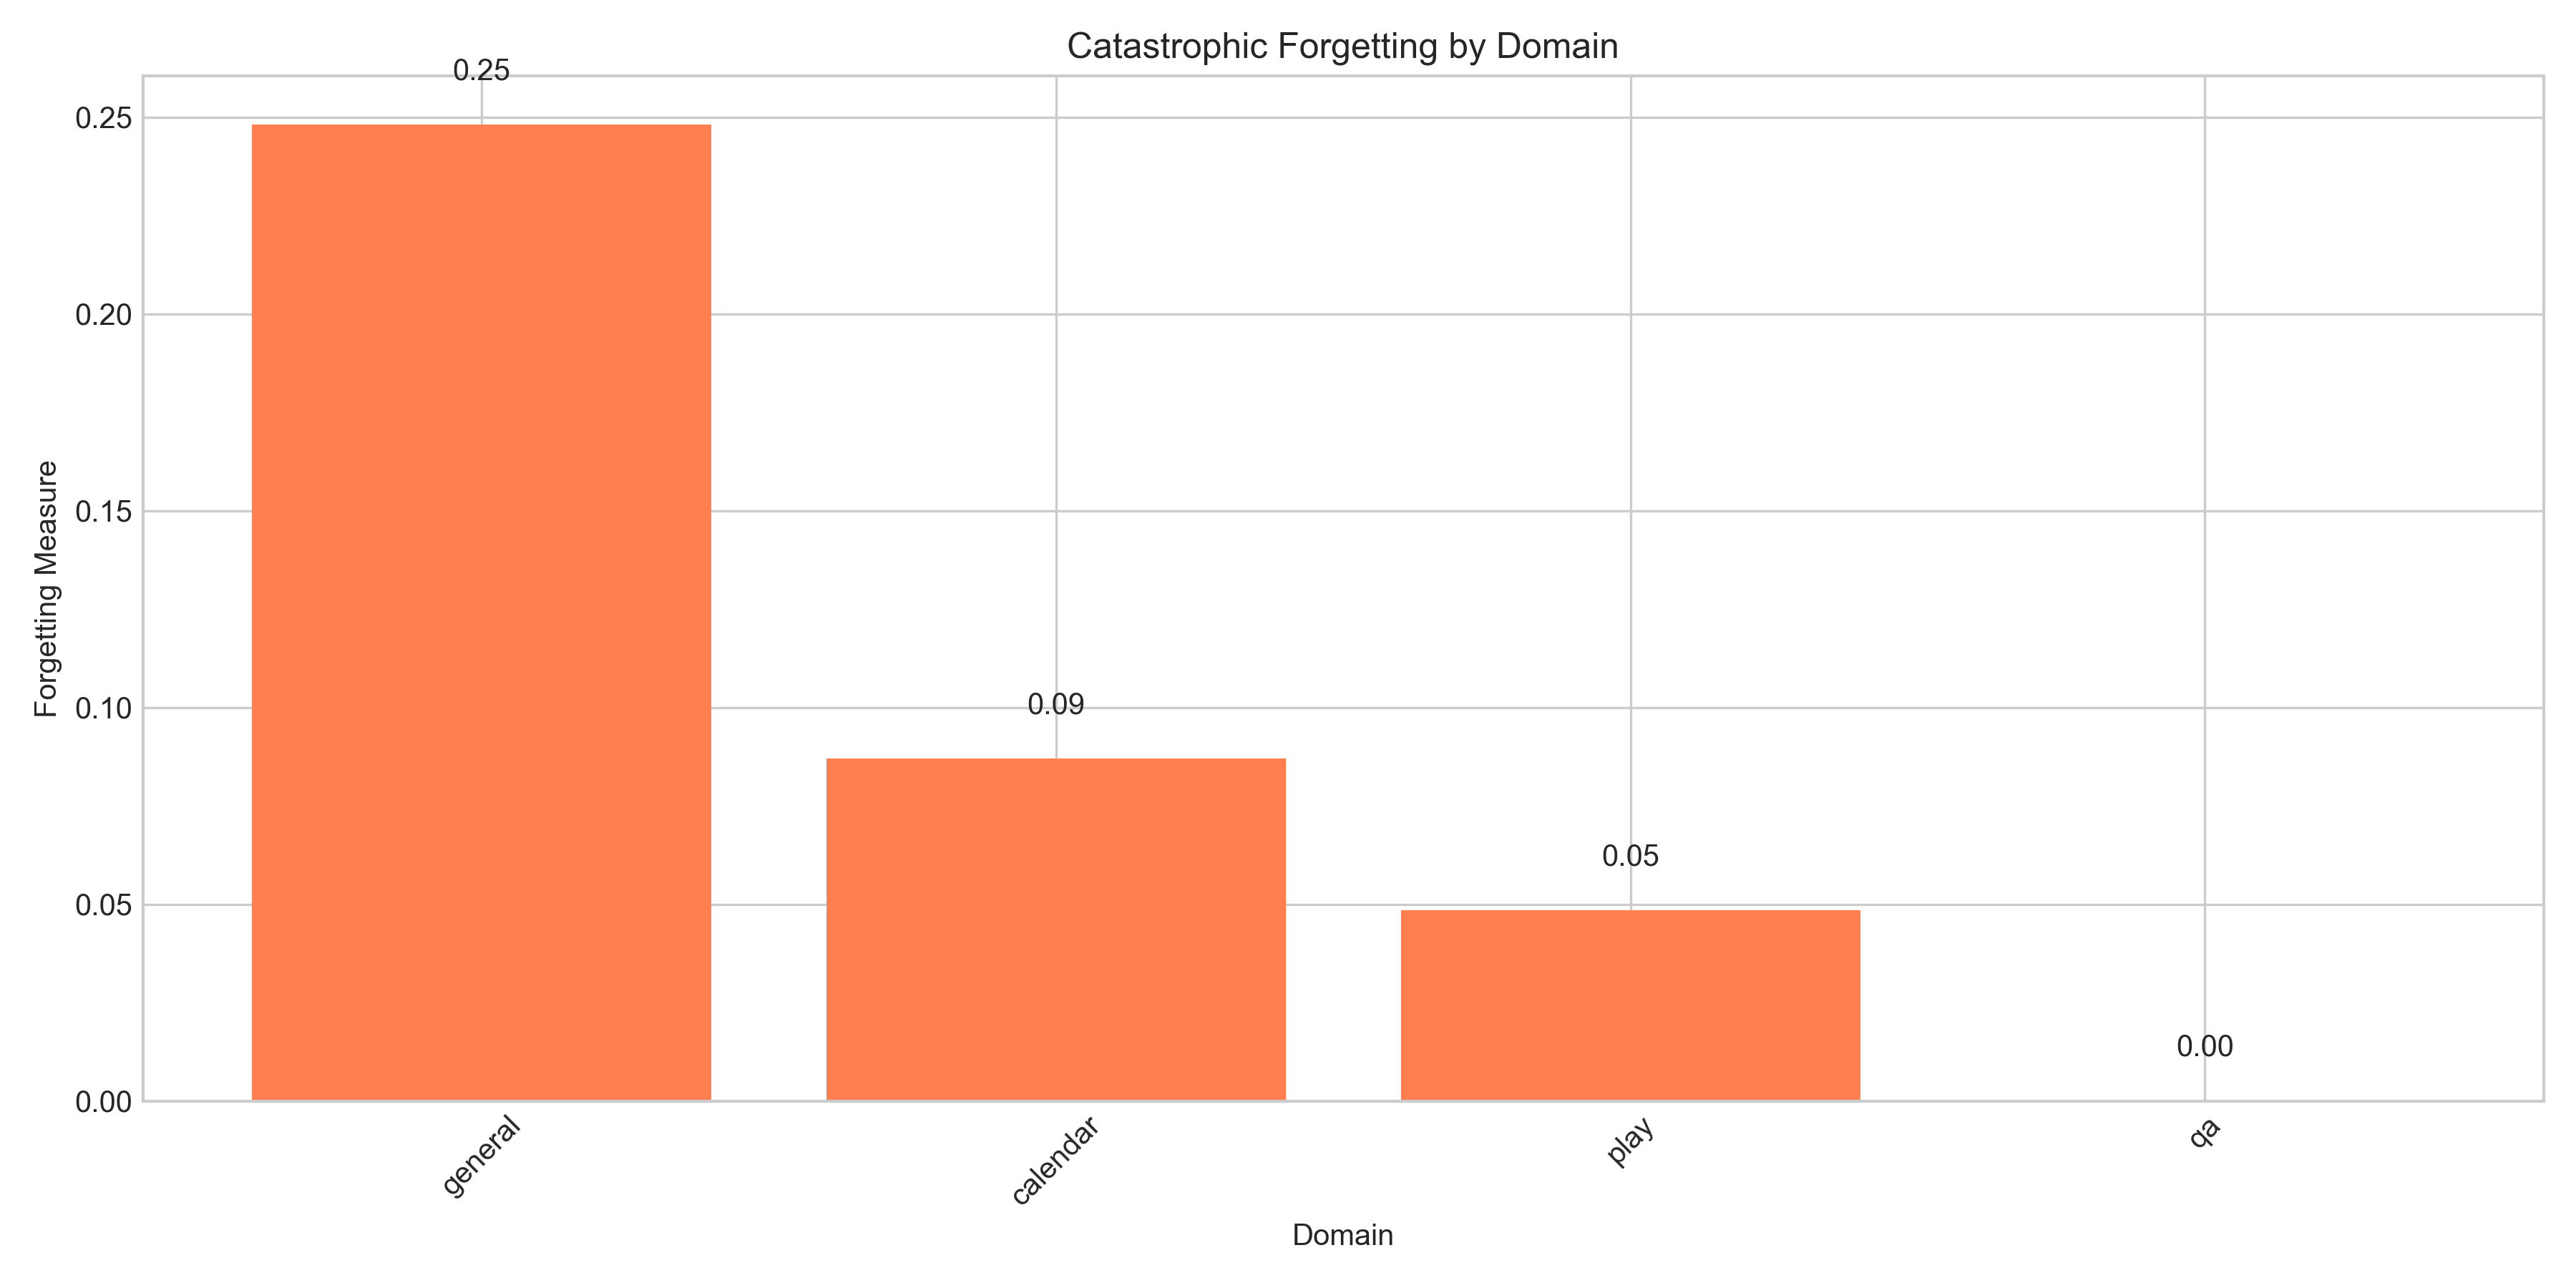 Catastrophic Forgetting by Domain
0.25
0.25
0.20
0.15
0.10
0.05
0.00
Forgetting Measure
0.09
0.05
0.00
general
calendar
play
qa
Domain